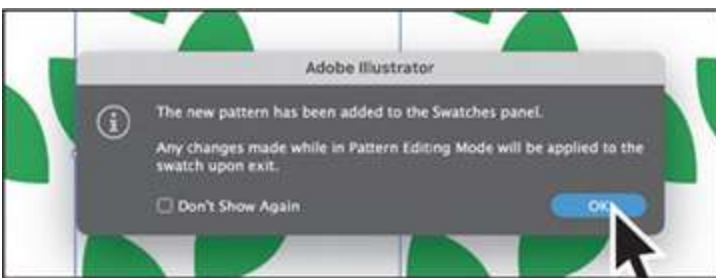 Adobe Illustrator
The new pattern has been added to the Swatches panel.
Any changes made while in Pattern Editing Mode will be applied to the
swatch upon exit.
Don't Show Again
OK